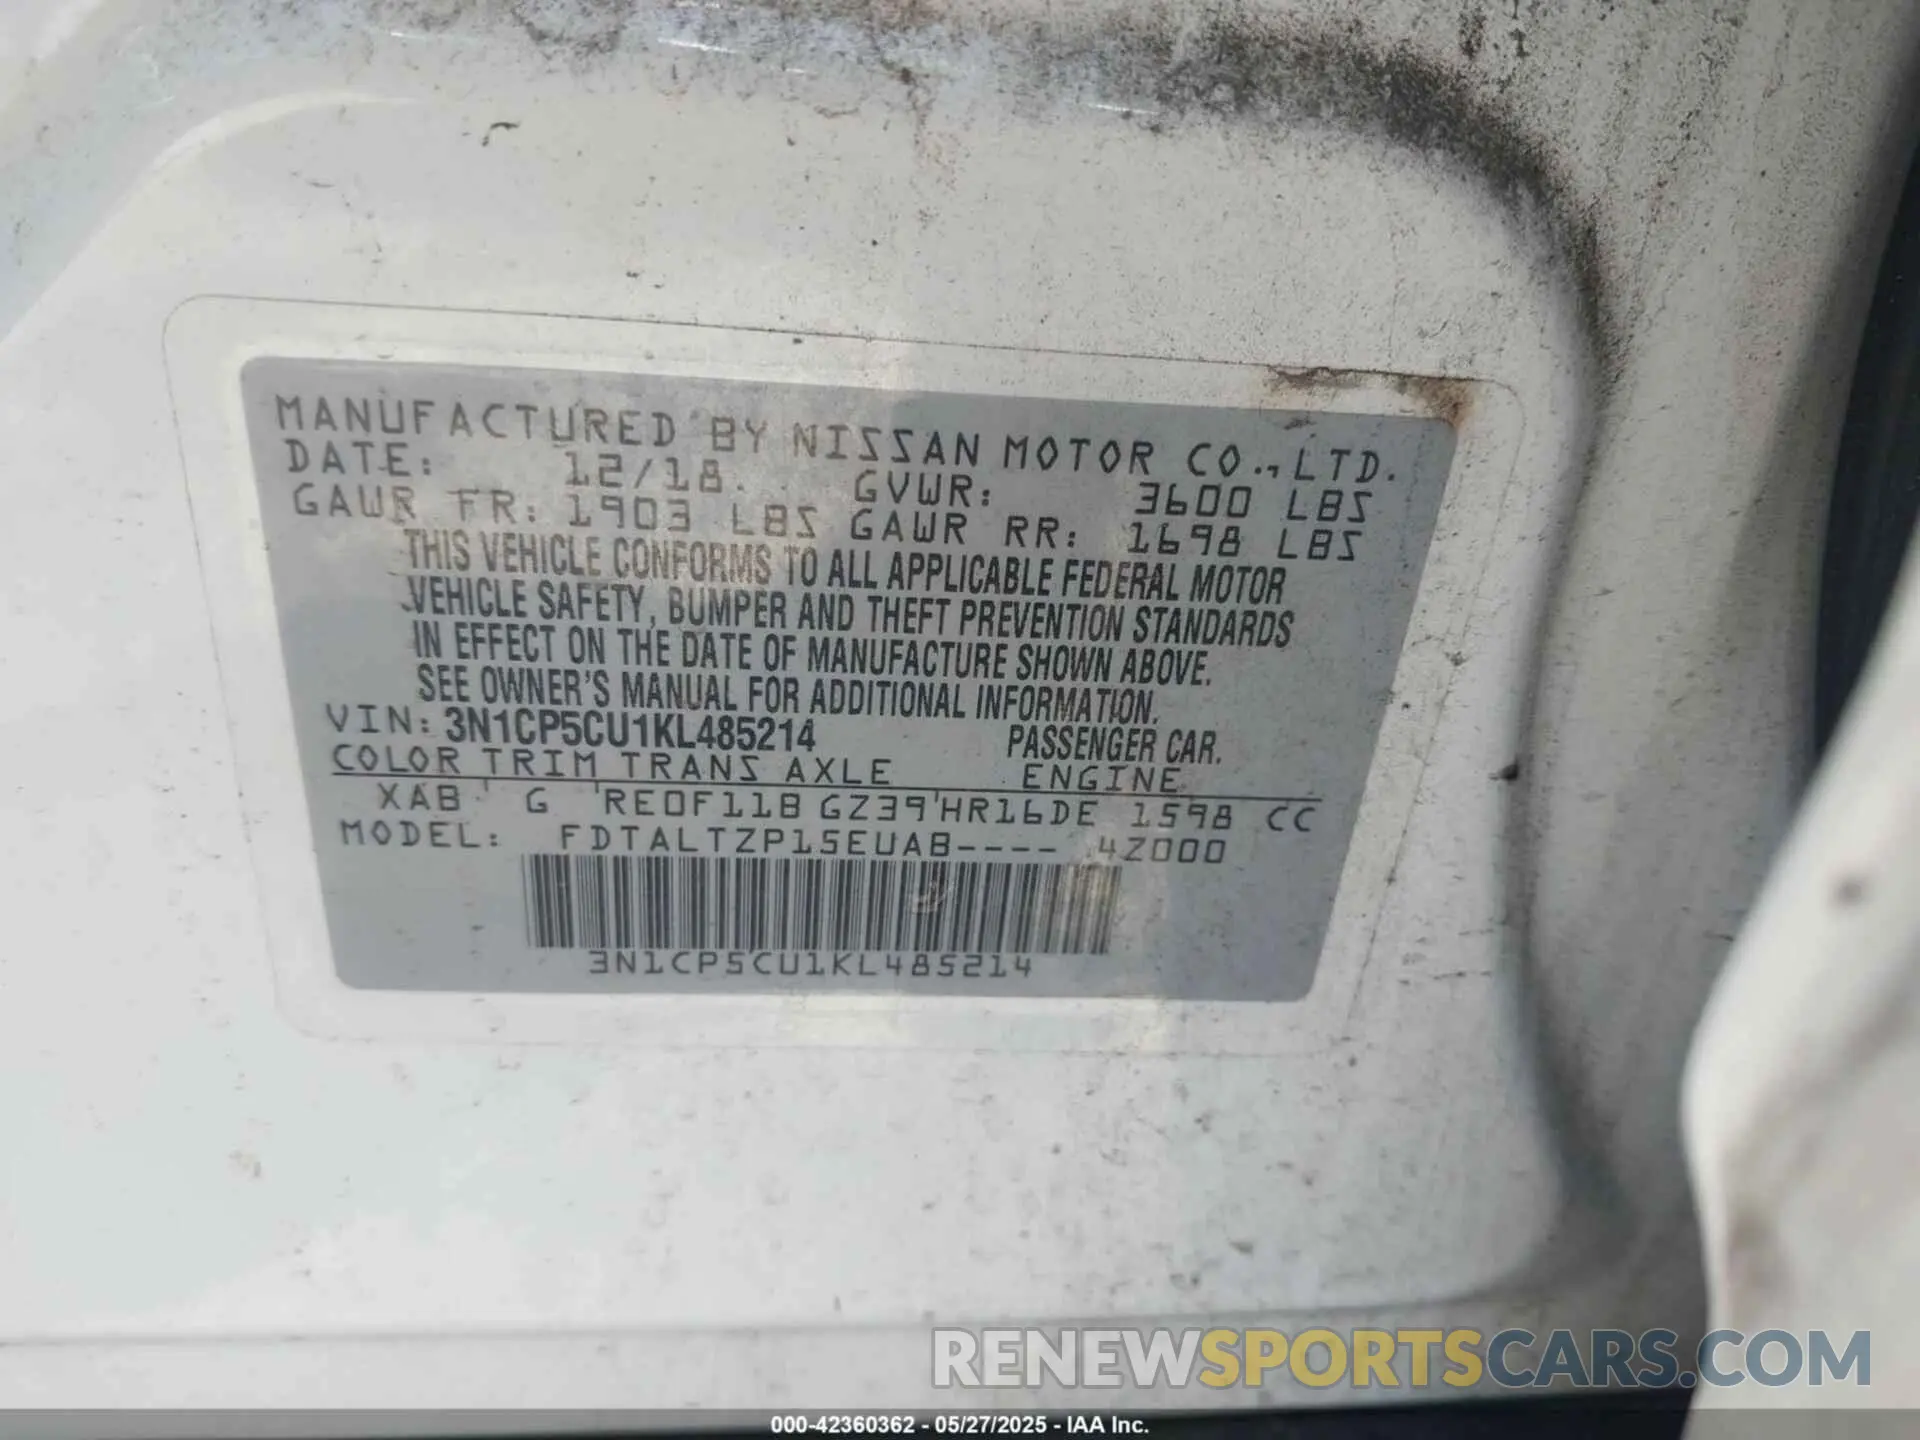 MANUFACTURED BY NISSAN MOTOR CO., LTD.
DATE: 12/18 GVWR: 3600 LBS
GAWR FR: 1903 LBS GAWR RR: 1698 LBS
THIS VEHICLE CONFORMS TO ALL APPLICABLE FEDERAL MOTOR
VEHICLE SAFETY, BUMPER AND THEFT PREVENTION STANDARDS
IN EFFECT ON THE DATE OF MANUFACTURE SHOWN ABOVE.
SEE OWNER'S MANUAL FOR ADDITIONAL INFORMATION.
VIN: 3N1CP5CU1KL485214 PASSENGER CAR.
COLOR TRIM TRANS AXLE ENGINE
XAB G RE0F11B GZ39 HR16DE 1598 CC
MODEL: FDTALTZP15EUAB---- 4Z000
3N1CP5CU1KL485214
RENEWSPORTSCARS.COM
000-42360362 - 05/27/2025 - IAA Inc.